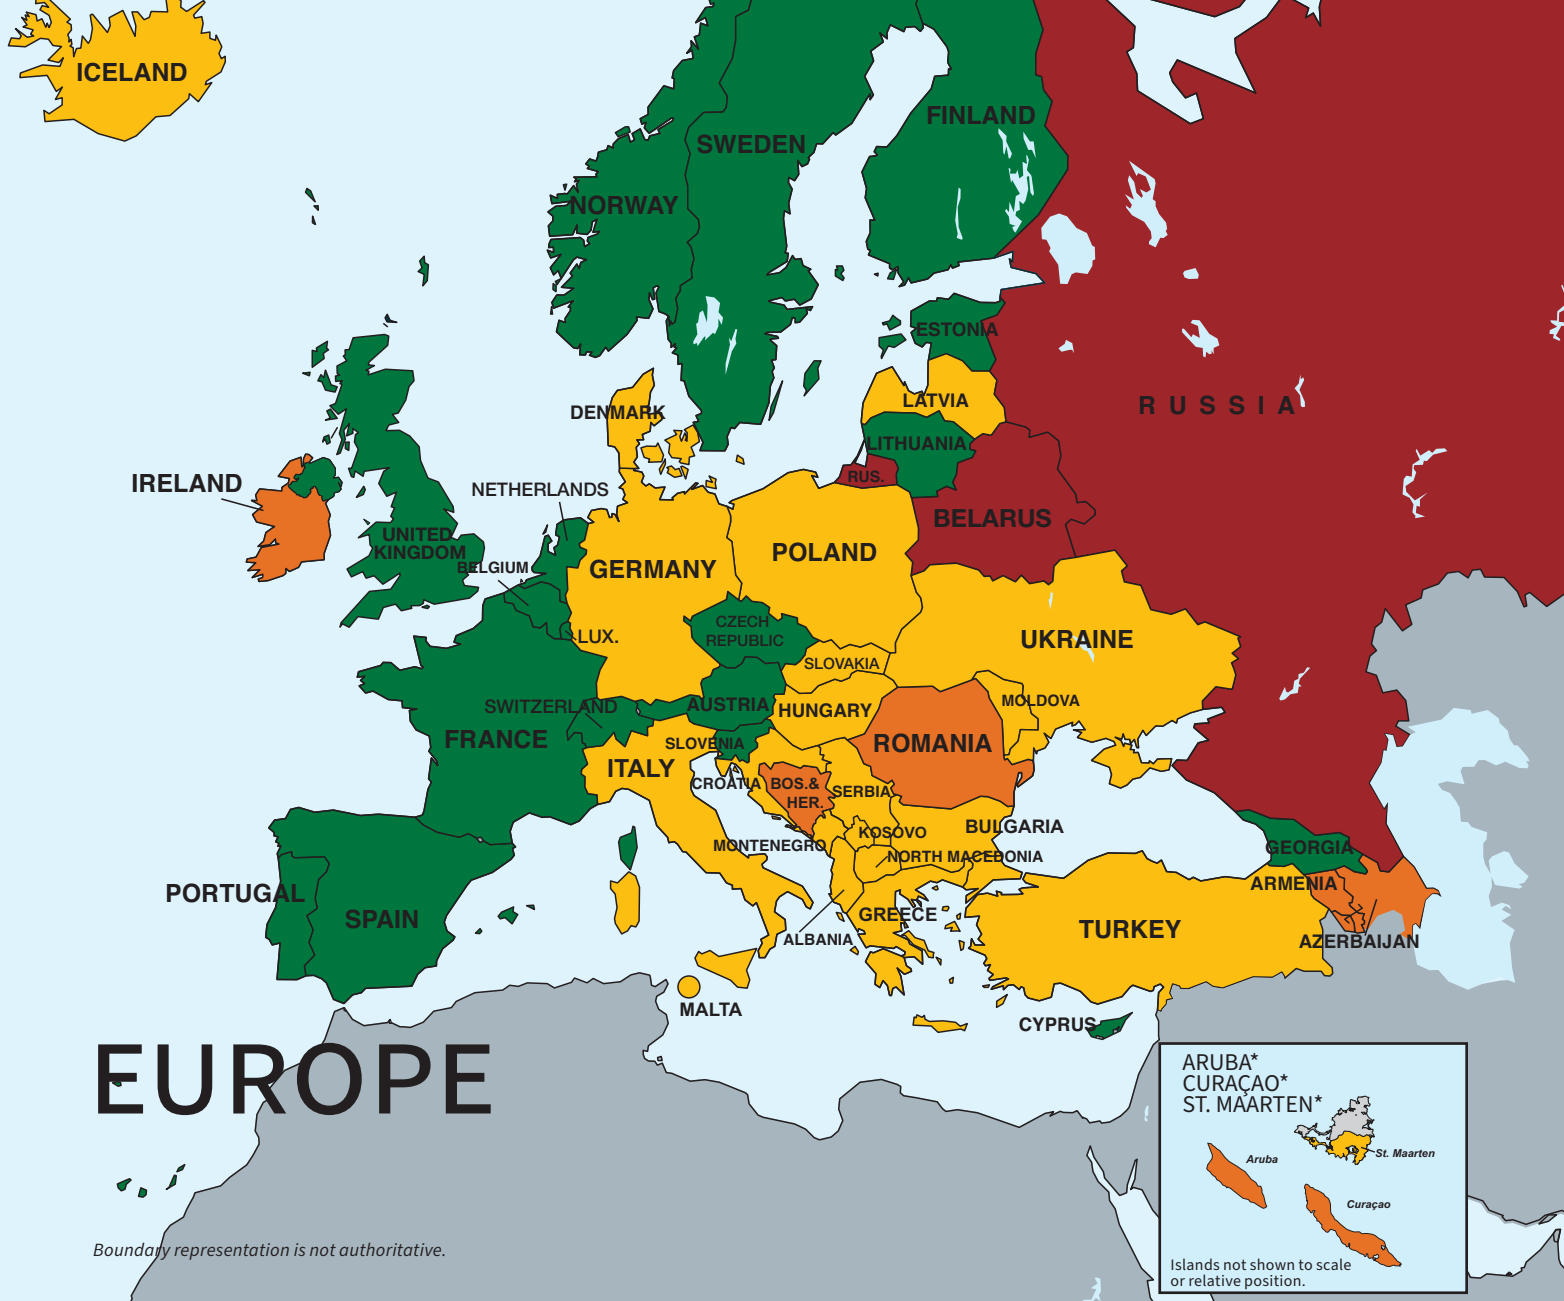 ICELAND
FINLAND
SWEDEN
NORWAY
ESTONIA
LATVIA
DENMARK
RUSSIA
LITHUANIA
RUS.
IRELAND
NETHERLANDS
BELARUS
UNITED
KINGDOM
POLAND
BELGIUM
GERMANY
CZECH
REPUBLIC
LUX.
UKRAINE
SLOVAKIA
SWITZERLAND
AUSTRIA
HUNGARY
MOLDOVA
FRANCE
SLOVENIA
ROMANIA
ITALY
CROATIA
BOS.&
HER.
SERBIA
KOSOVO
BULGARIA
MONTENEGRO
NORTH MACEDONIA
GEORGIA
ARMENIA
PORTUGAL
SPAIN
GREECE
TURKEY
ALBANIA
AZERBAIJAN
MALTA
CYPRUS
EUROPE
ARUBA*
CURAÇAO*
ST. MAARTEN*
St. Maarten
Aruba
Curaçao
Boundary representation is not authoritative.
Islands not shown to scale
or relative position.